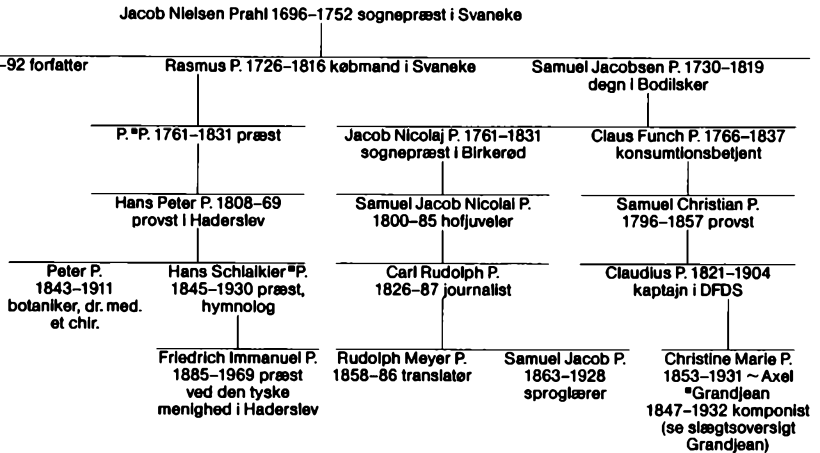 Jacob Nielsen Prahl 1696–1752 sognepræst i Svaneke
–92 forfatter
Rasmus P. 1726–1816 købmand i Svaneke
Samuel Jacobsen P. 1730–1819
degn i Bodilsker
P. P. 1761–1831 præst
Jacob Nicolaj P. 1761–1831
sognepræst i Birkerød
Claus Funch P. 1766–1837
konsumtionsbetjent
Hans Peter P. 1808–69
provst i Haderslev
Samuel Jacob Nicolai P.
1800–85 hofjuveler
Samuel Christian P.
1796–1857 provst
Peter P.
1843–1911
botaniker, dr. med.
et chir.
Hans Schlaikier P.
1845–1930 præst,
hymnolog
Carl Rudolph P.
1826–87 journalist
Claudius P. 1821–1904
kaptajn i DFDS
Friedrich Immanuel P.
1885–1969 præst
ved den tyske
menighed i Haderslev
Rudolph Meyer P.
1858–86 translatør
Samuel Jacob P.
1863–1928
sproglærer
Christine Marie P.
1853–1931 ~ Axel
Grandjean
1847–1932 komponist
(se slægtsoversigt
Grandjean)